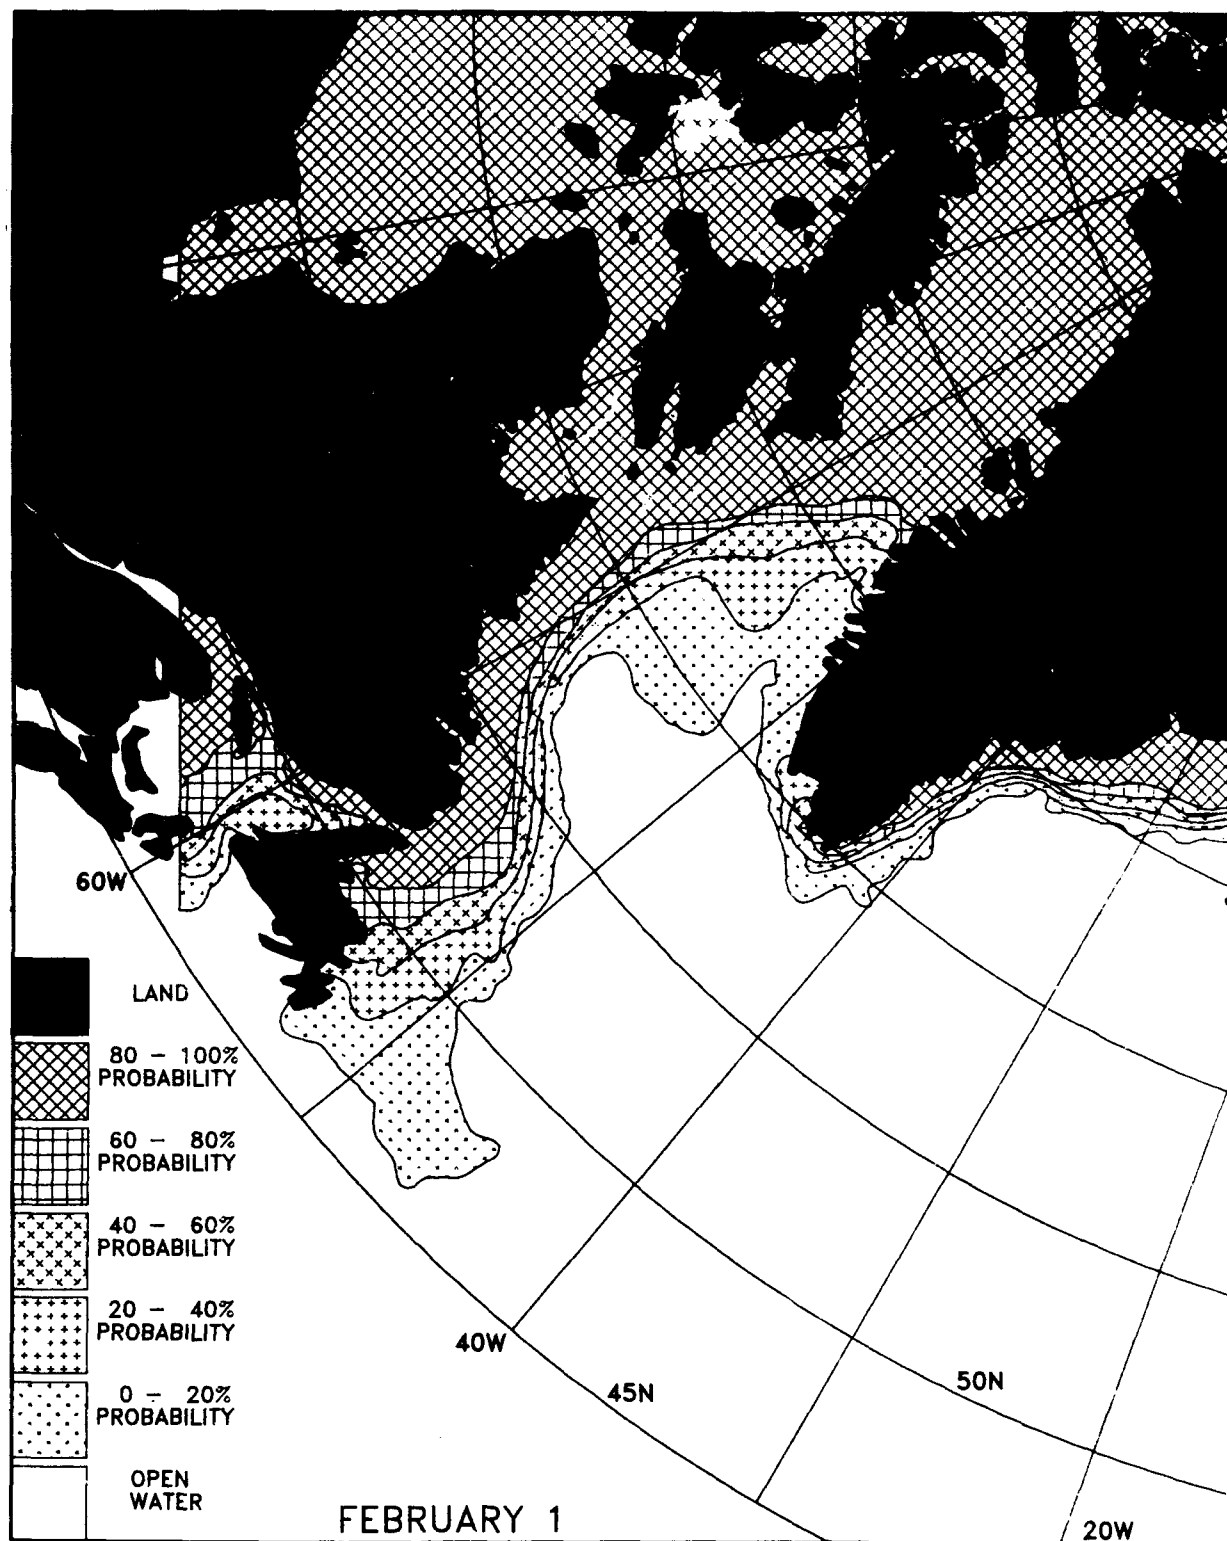 60W
LAND
80 - 100%
PROBABILITY
60 - 80%
PROBABILITY
40 - 60%
PROBABILITY
20 - 40%
PROBABILITY
0 - 20%
PROBABILITY
OPEN
WATER
40W
45N
50N
20W
FEBRUARY 1